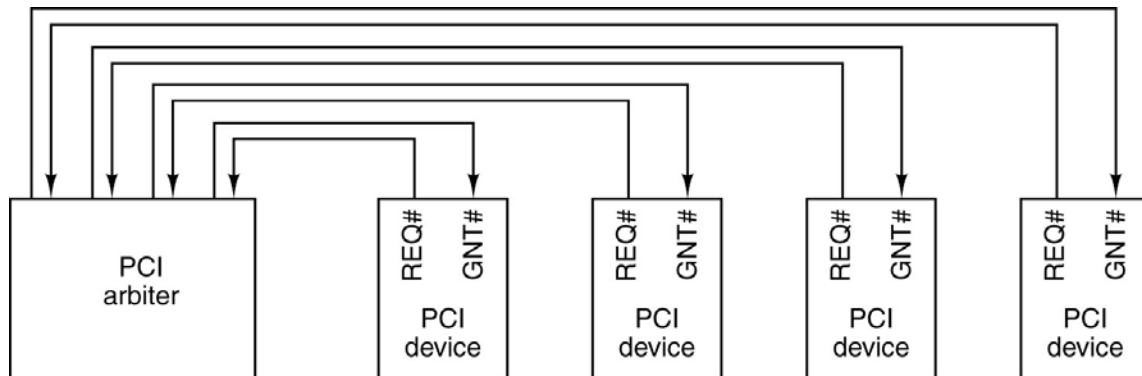 PCI
arbiter
REQ#
GNT#
PCI
device
REQ#
GNT#
PCI
device
REQ#
GNT#
PCI
device
REQ#
GNT#
PCI
device